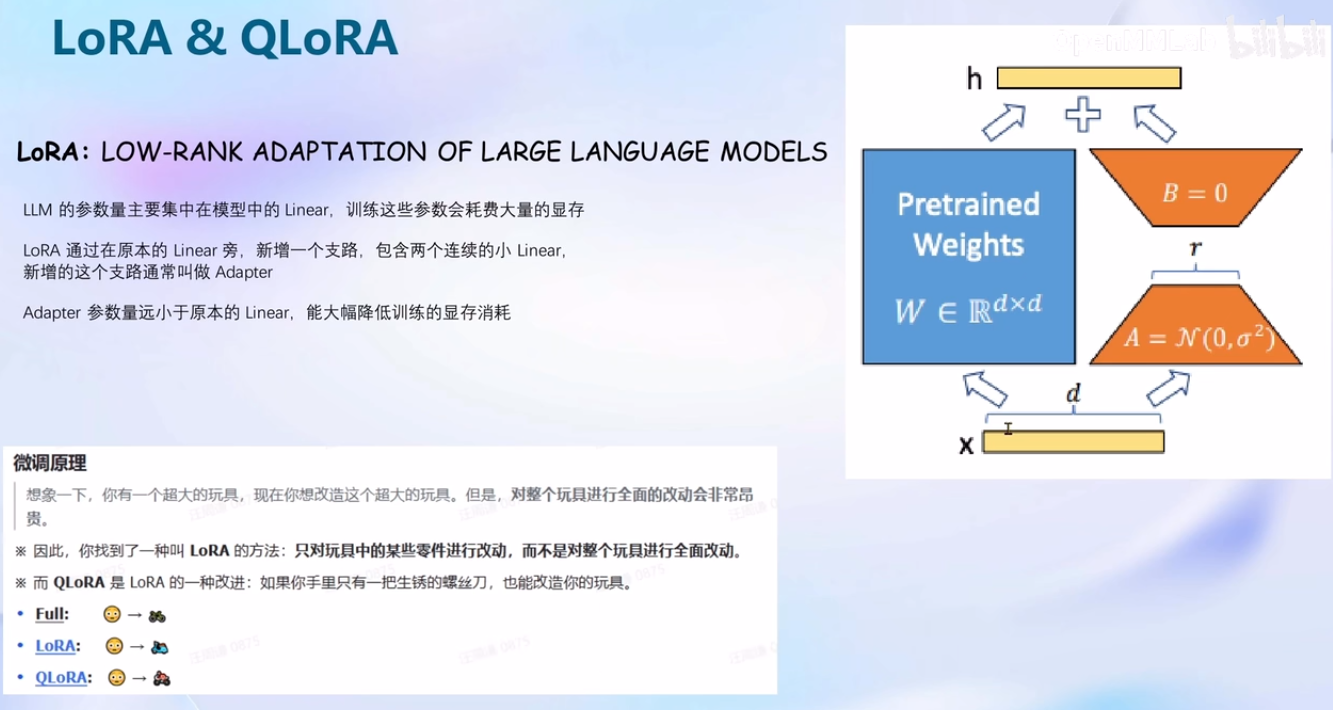 LoRA & QLoRA
LoRA: LOW-RANK ADAPTATION OF LARGE LANGUAGE MODELS
LLM 的参数量主要集中在模型中的 Linear，训练这些参数会耗费大量的显存
LoRA 通过在原本的 Linear 旁，新增一个支路，包含两个连续的小 Linear，
新增的这个支路通常叫做 Adapter
Adapter 参数量远小于原本的 Linear，能大幅降低训练的显存消耗
bilibili
h
Pretrained
Weights
W ∈ ℝ^{d×d}
B = 0
r
A = 𝒩(0, σ²)
d
x
微调原理
想象一下，你有一个超大的玩具，现在你想改造这个超大的玩具。但是，对整个玩具进行全面的改动会非常昂
贵。
※ 因此，你找到了一种叫 LoRA 的方法：只对玩具中的某些零件进行改动，而不是对整个玩具进行全面改动。
※ 而 QLoRA 是 LoRA 的一种改进：如果你手里只有一把生锈的螺丝刀，也能改造你的玩具。
• Full: 😳 → 🏍
• LoRA: 😳 → 🛵
• QLoRA: 😳 → 🏍